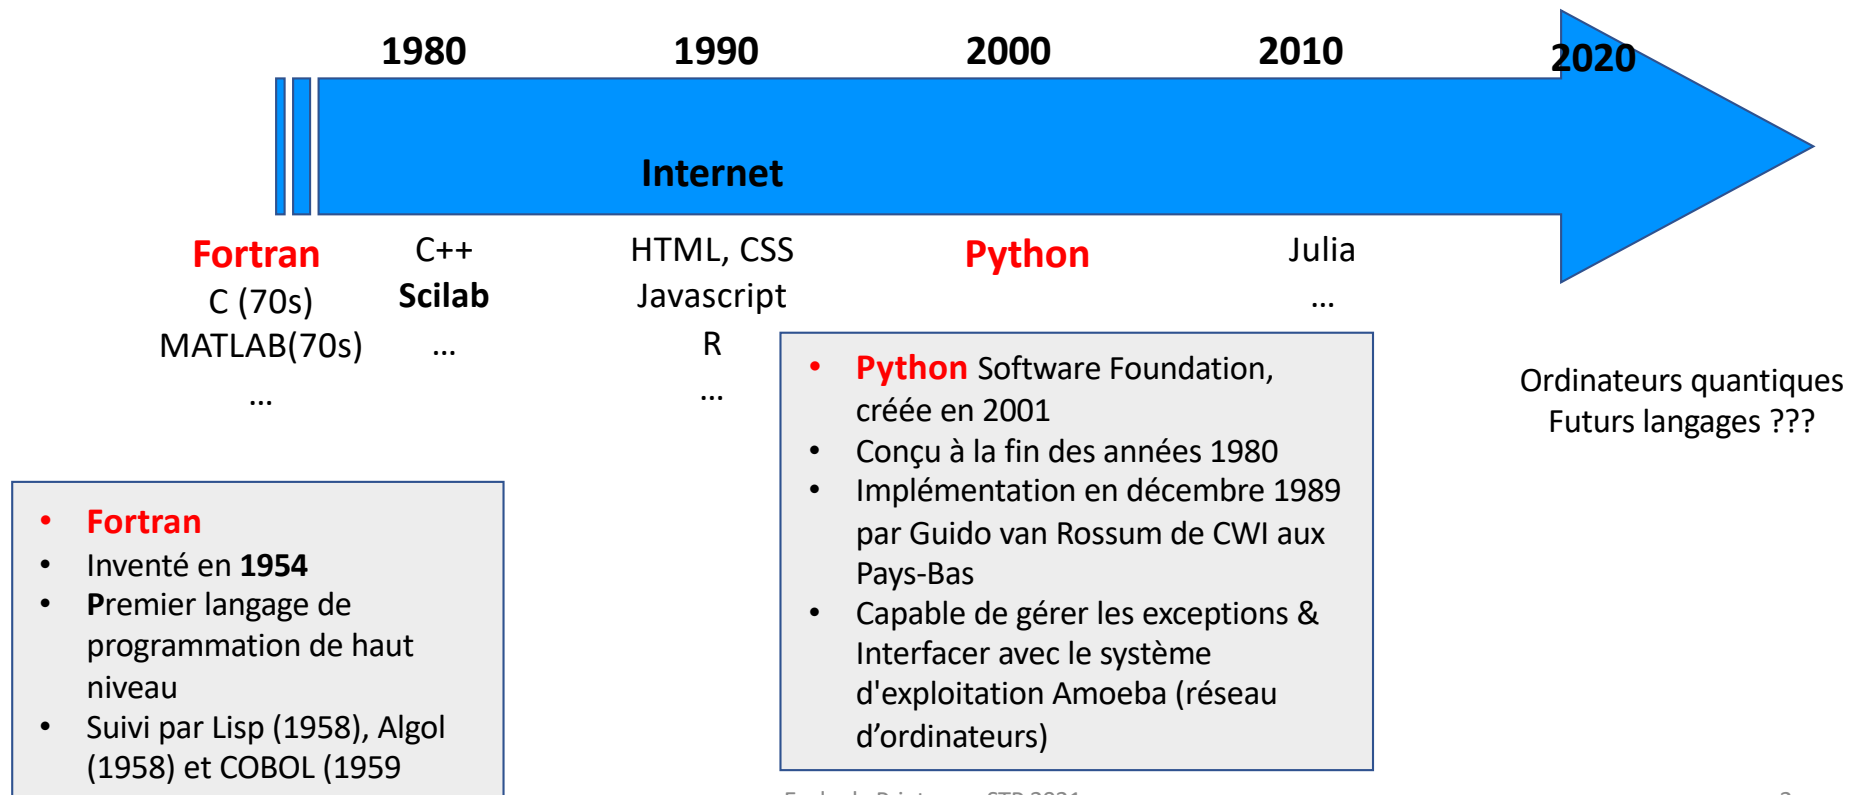 1980 1990 2000 2010 2020
Internet
Fortran
C (70s)
MATLAB(70s)
...
C++
Scilab
...
HTML, CSS
Javascript
R
...
Python
Julia
...
Ordinateurs quantiques
Futurs langages ???
• Fortran
• Inventé en 1954
• Premier langage de
programmation de haut
niveau
• Suivi par Lisp (1958), Algol
(1958) et COBOL (1959
• Python Software Foundation,
créée en 2001
• Conçu à la fin des années 1980
• Implémentation en décembre 1989
par Guido van Rossum de CWI aux
Pays-Bas
• Capable de gérer les exceptions &
Interfacer avec le système
d'exploitation Amoeba (réseau
d’ordinateurs)